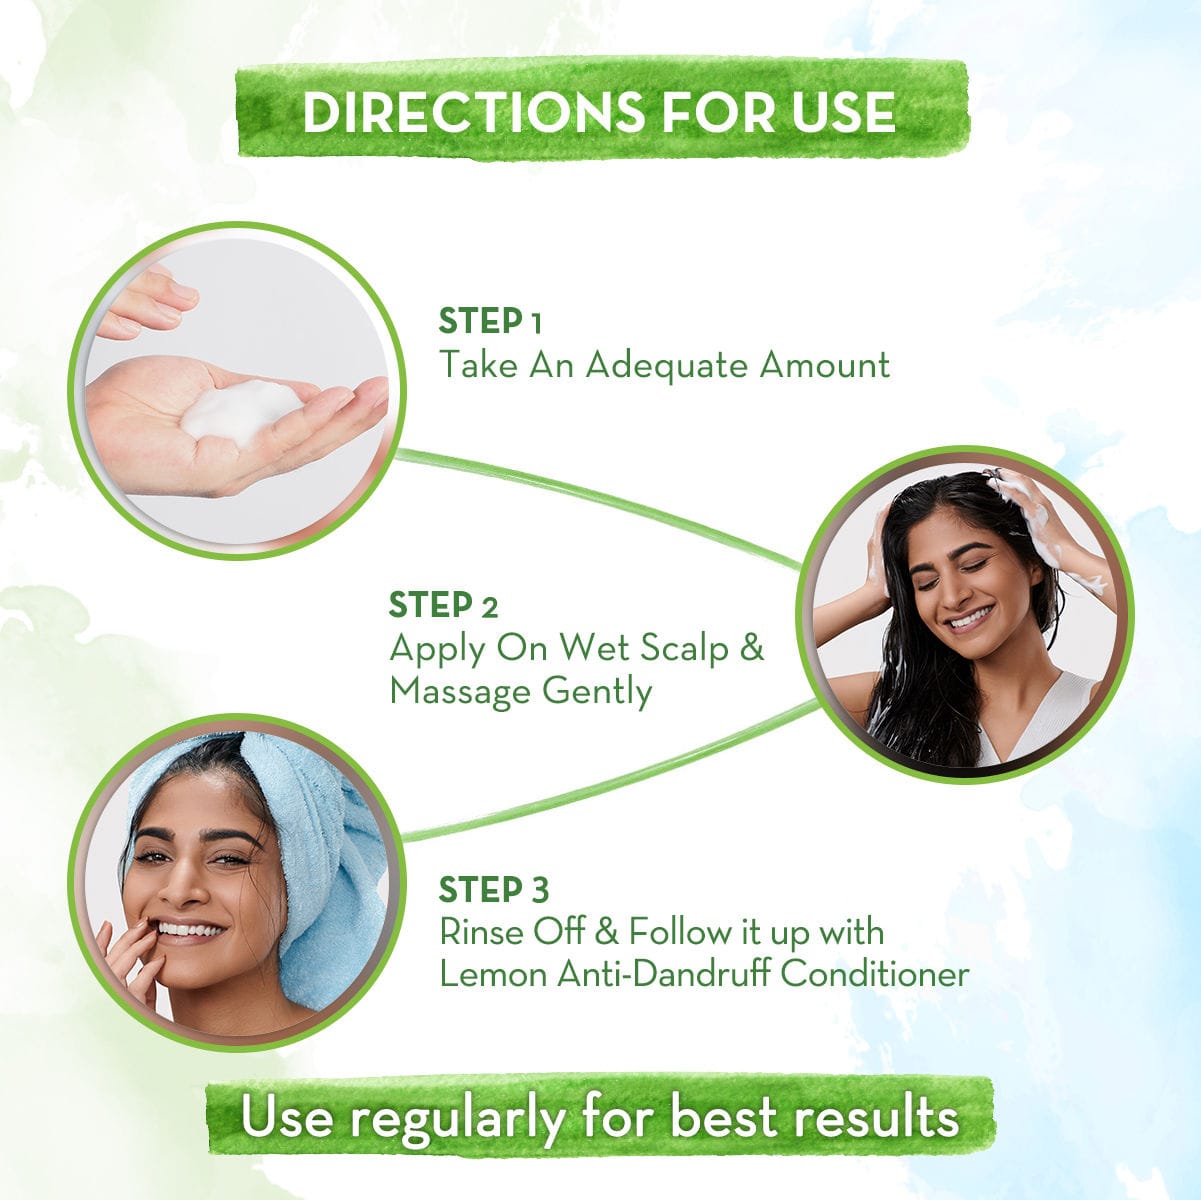 DIRECTIONS FOR USE
STEP 1
Take An Adequate Amount
STEP 2
Apply On Wet Scalp &
Massage Gently
STEP 3
Rinse Off & Follow it up with
Lemon Anti-Dandruff Conditioner
Use regularly for best results